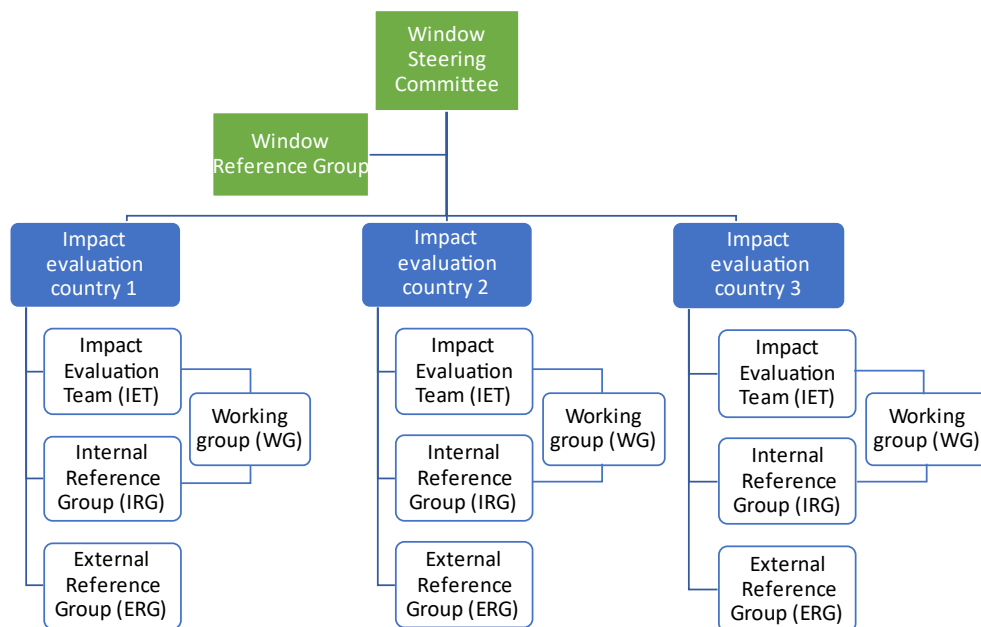 Window
Steering
Committee
Window
Reference Group
Impact
evaluation
country 1
Impact
Evaluation
Team (IET)
Working
group (WG)
Internal
Reference
Group (IRG)
External
Reference
Group (ERG)
Impact
evaluation
country 2
Impact
Evaluation
Team (IET)
Working
group (WG)
Internal
Reference
Group (IRG)
External
Reference
Group (ERG)
Impact
evaluation
country 3
Impact
Evaluation
Team (IET)
Working
group (WG)
Internal
Reference
Group (IRG)
External
Reference
Group (ERG)